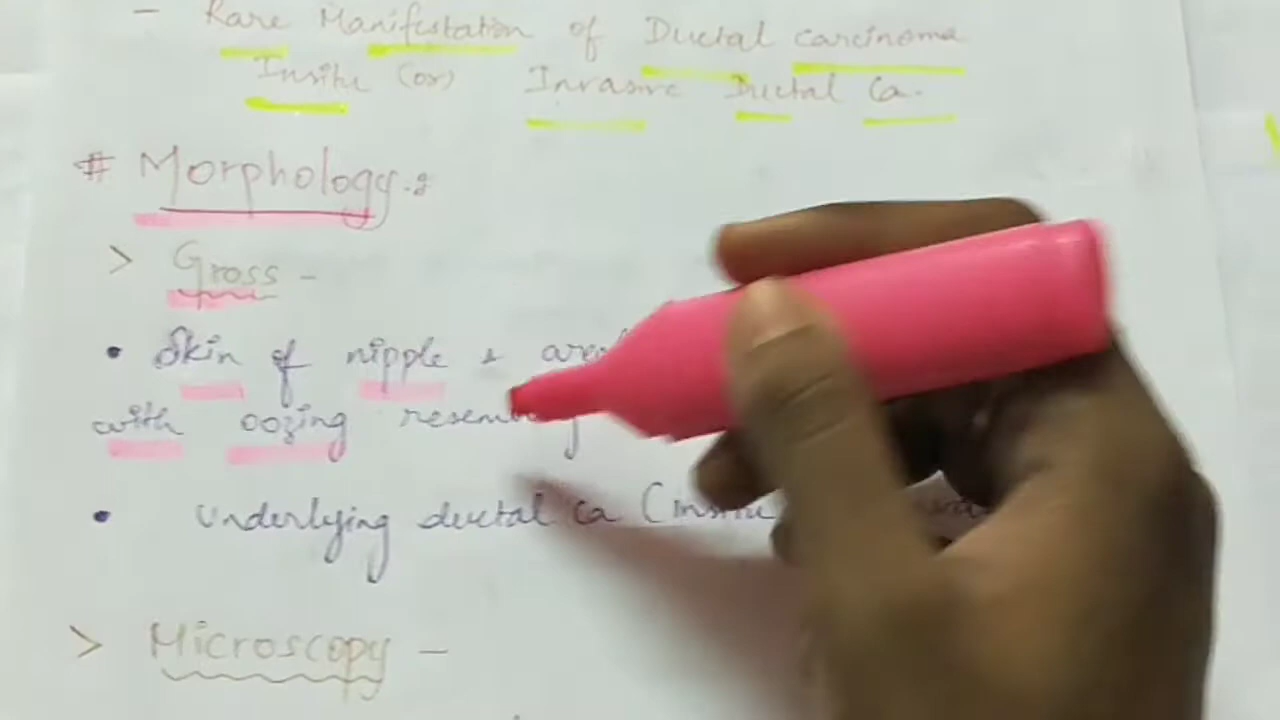 - Rare Manifestation of Ductal carcinoma
Insitu (or) Invasive Ductal Ca.
# Morphology :
> Gross -
• Skin of nipple &
with oozing
• underlying ductal ca (insitu
> Microscopy -